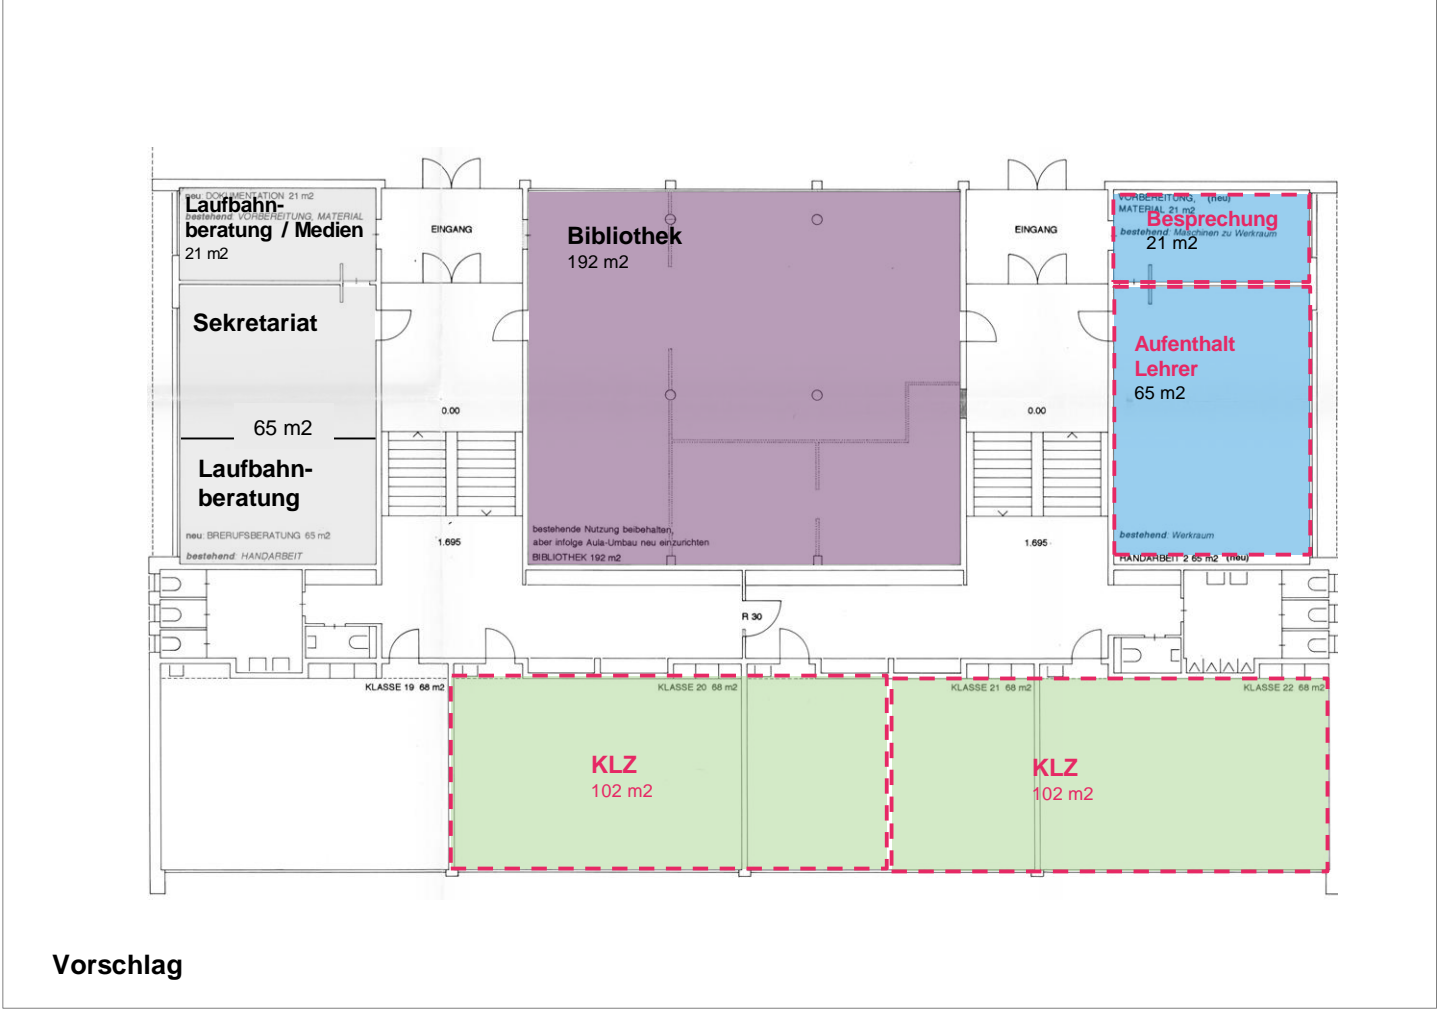 neu: DOKUMENTATION 21 m2
Laufbahn-
bestehend: VORBEREITUNG, MATERIAL
beratung / Medien
21 m2
EINGANG
Bibliothek
192 m2
EINGANG
VORBEREITUNG, (neu)
MATERIAL 21 m2
Besprechung
bestehend: Maschinen zu Werkraum
21 m2
Sekretariat
Aufenthalt
Lehrer
65 m2
0.00
0.00
65 m2
Laufbahn-
beratung
neu: BRERUFSBERATUNG 65 m2
bestehend: HANDARBEIT
1.695
bestehende Nutzung beibehalten,
aber infolge Aula-Umbau neu einzurichten
BIBLIOTHEK 192 m2
1.695
bestehend: Werkraum
HANDARBEIT 2 65 m2 (neu)
R 30
KLASSE 19 68 m2
KLASSE 20 68 m2
KLASSE 21 68 m2
KLASSE 22 68 m2
KLZ
102 m2
KLZ
102 m2
Vorschlag